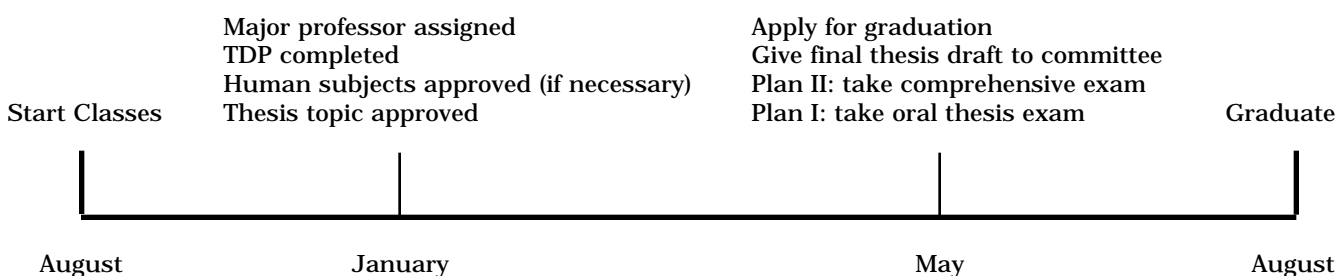 Major professor assigned
TDP completed
Human subjects approved (if necessary)
Thesis topic approved
Apply for graduation
Give final thesis draft to committee
Plan II: take comprehensive exam
Plan I: take oral thesis exam
Start Classes
Graduate
August
January
May
August